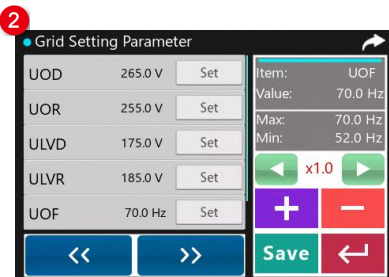 2
Grid Setting Parameter
UOD 265.0 V Set
UOR 255.0 V Set
ULVD 175.0 V Set
ULVR 185.0 V Set
UOF 70.0 Hz Set
<< >>
Item: UOF
Value: 70.0 Hz
Max: 70.0 Hz
Min: 52.0 Hz
x1.0
+ −
Save